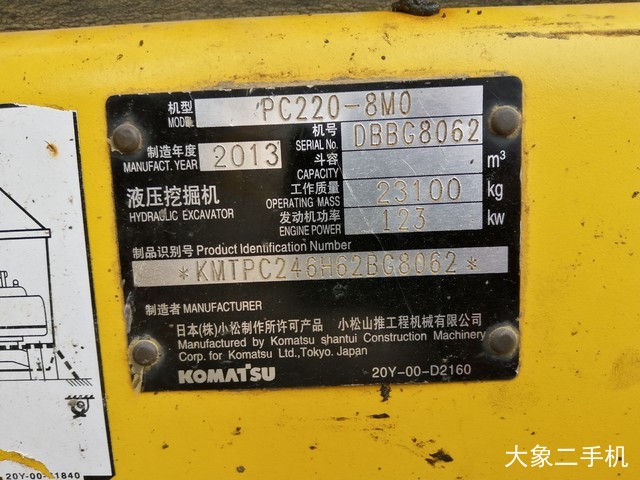 机型 MODEL PC220-8M0
机号 SERIAL No. DBBG8062
制造年度 MANUFACT. YEAR 2013
斗容 CAPACITY m³
液压挖掘机 HYDRAULIC EXCAVATOR
工作质量 OPERATING MASS 23100 kg
发动机功率 ENGINE POWER 123 kw
制品识别号 Product Identification Number
*KMTPC246H62BG8062*
制造者 MANUFACTURER
日本(株)小松制作所许可产品 小松山推工程机械有限公司
Manufactured by Komatsu shantui Construction Machinery
Corp. for Komatsu Ltd.,Tokyo. Japan
KOMATSU 20Y-00-D2160
20Y-00- 1840
大象二手机